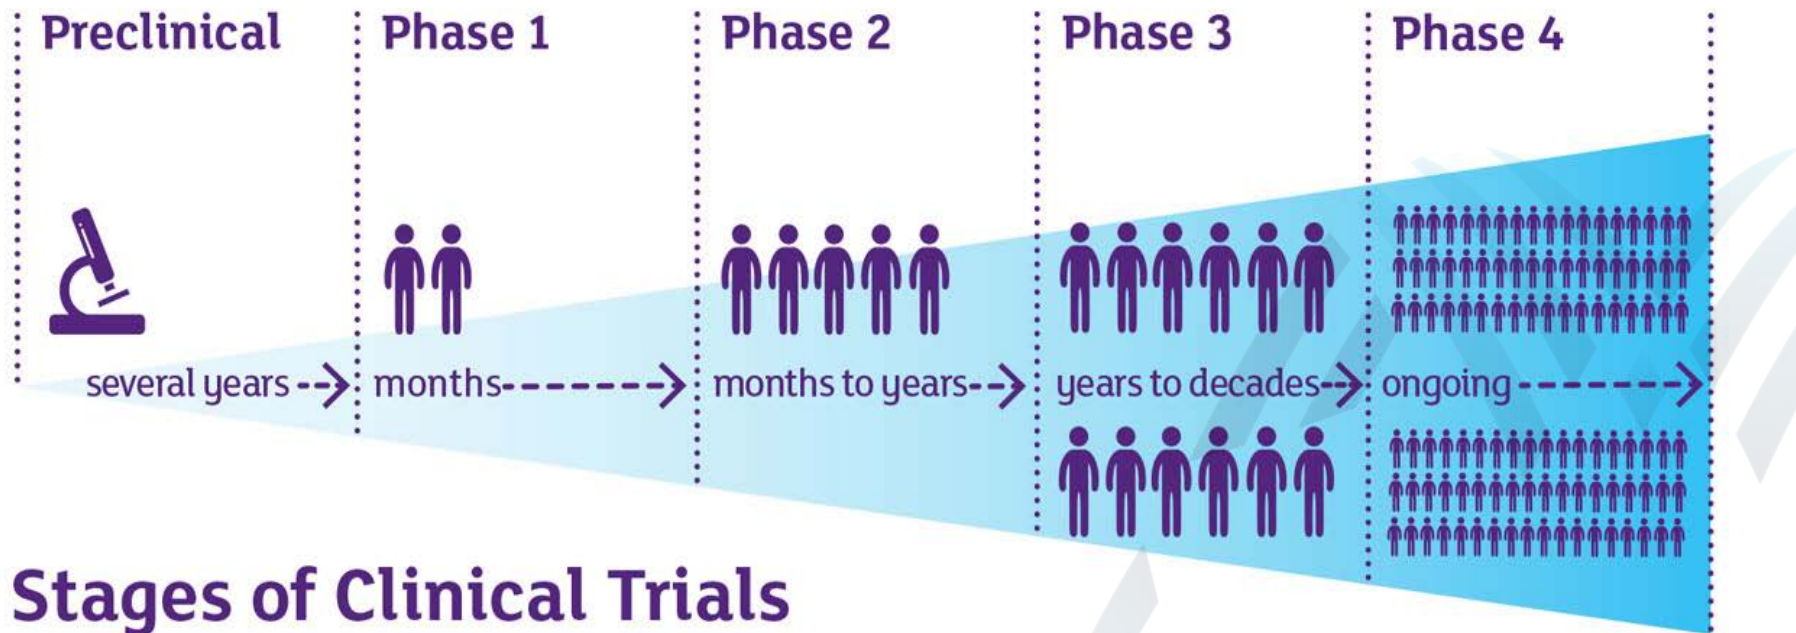 Preclinical
Phase 1
Phase 2
Phase 3
Phase 4
several years
months
months to years
years to decades
ongoing
Stages of Clinical Trials